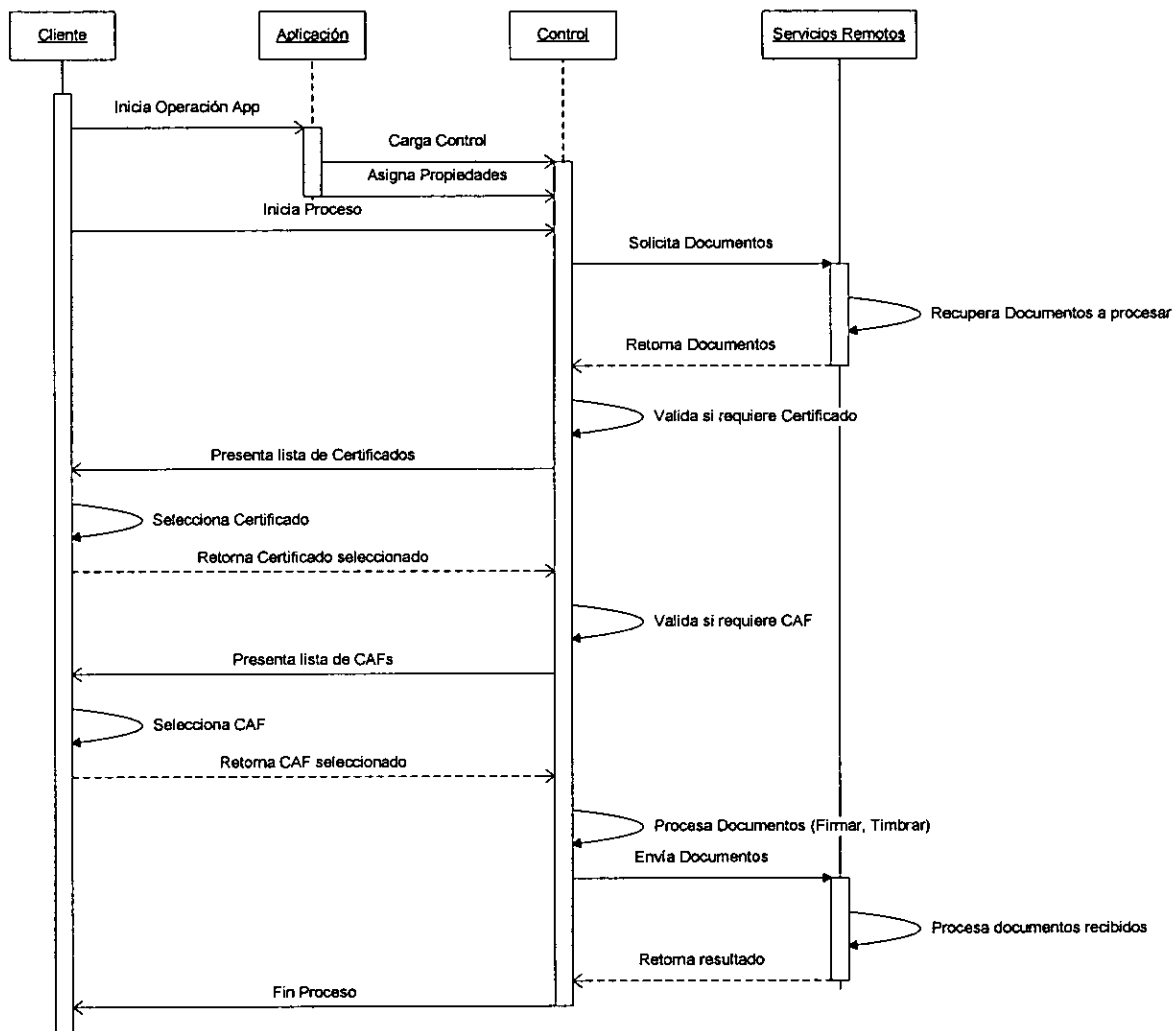 Cliente
Aplicación
Control
Servicios Remotos
Inicia Operación App
Carga Control
Asigna Propiedades
Inicia Proceso
Solicita Documentos
Recupera Documentos a procesar
Retorna Documentos
Valida si requiere Certificado
Presenta lista de Certificados
Selecciona Certificado
Retorna Certificado seleccionado
Valida si requiere CAF
Presenta lista de CAFs
Selecciona CAF
Retorna CAF seleccionado
Procesa Documentos (Firmar, Timbrar)
Envía Documentos
Procesa documentos recibidos
Retorna resultado
Fin Proceso